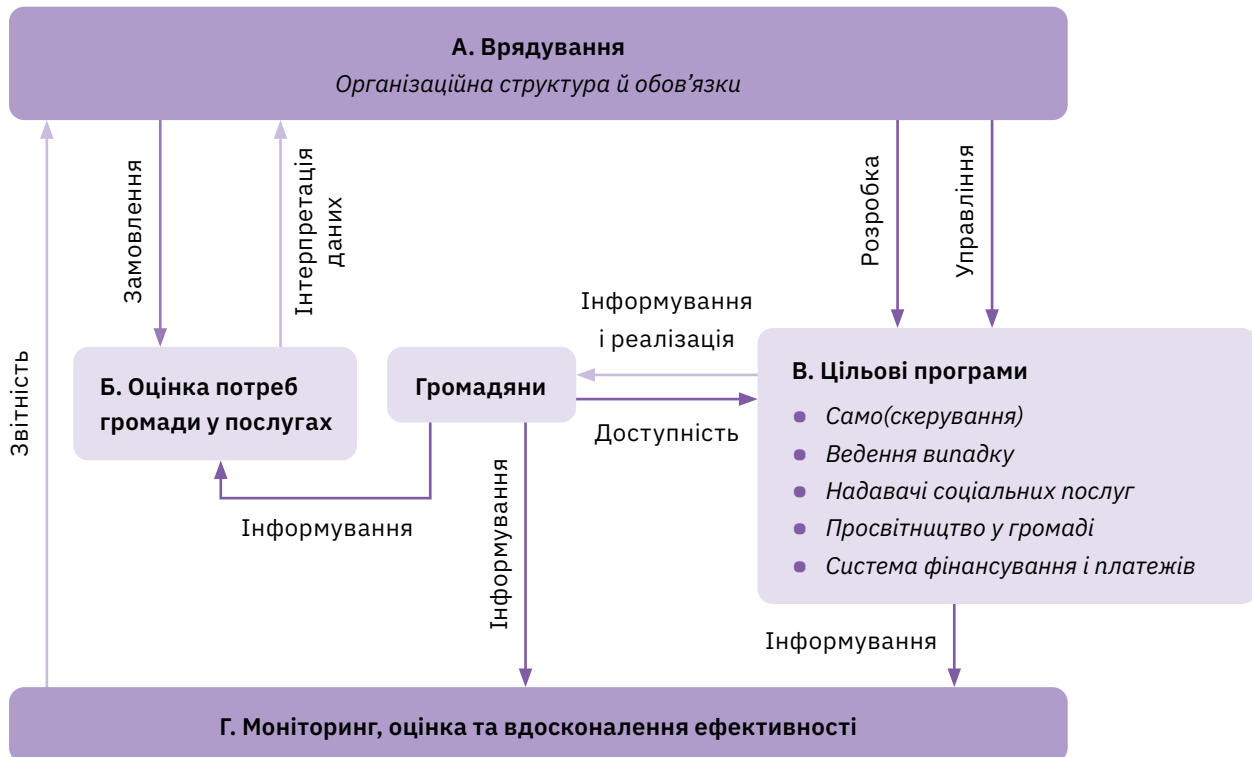 А. Врядування
Організаційна структура й обов’язки
Звітність
Замовлення
Інтерпретація
даних
Розробка
Управління
Б. Оцінка потреб
громади у послугах
Громадяни
Інформування
і реалізація
Доступність
В. Цільові програми
Само(скерування)
Ведення випадку
Надавачі соціальних послуг
Просвітництво у громаді
Система фінансування і платежів
Інформування
Інформування
Інформування
Г. Моніторинг, оцінка та вдосконалення ефективності